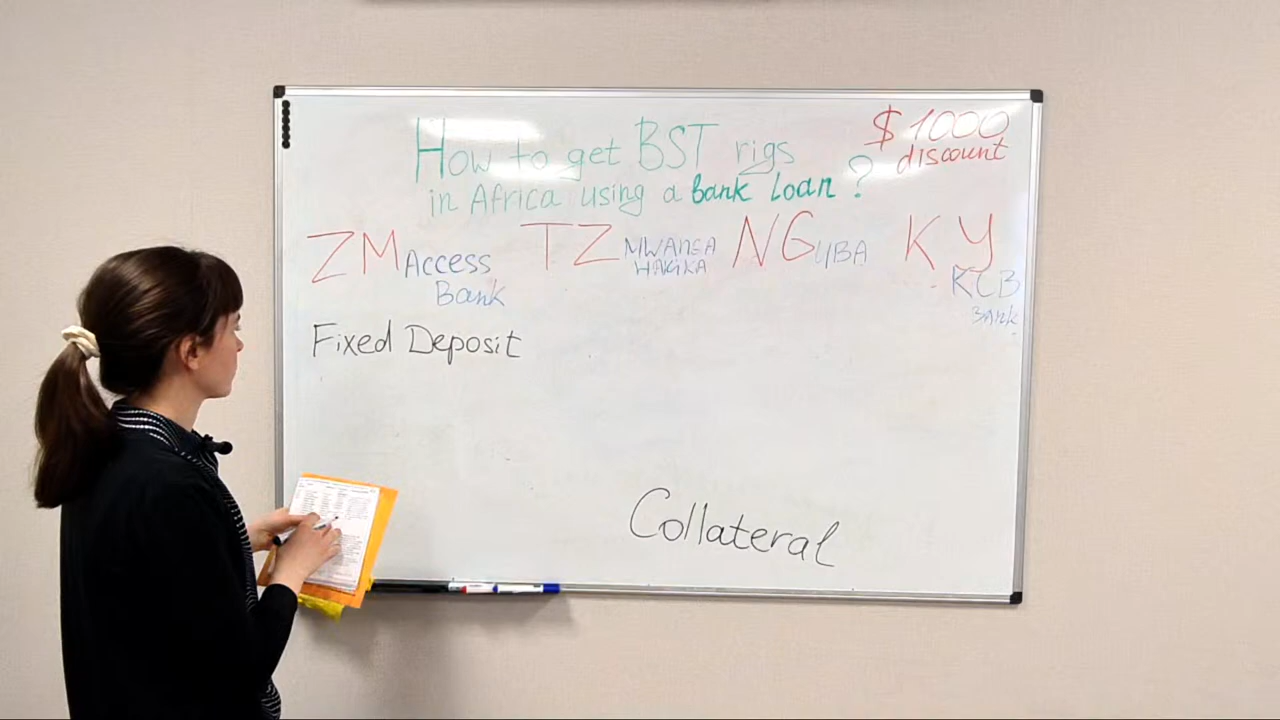 How to get BST rigs
in Africa using a bank loan ?
$1000
discount
ZM Access
Bank
TZ MWANGA
HAKIKA
NG UBA
KY
KCB
BANK
Fixed Deposit
Collateral